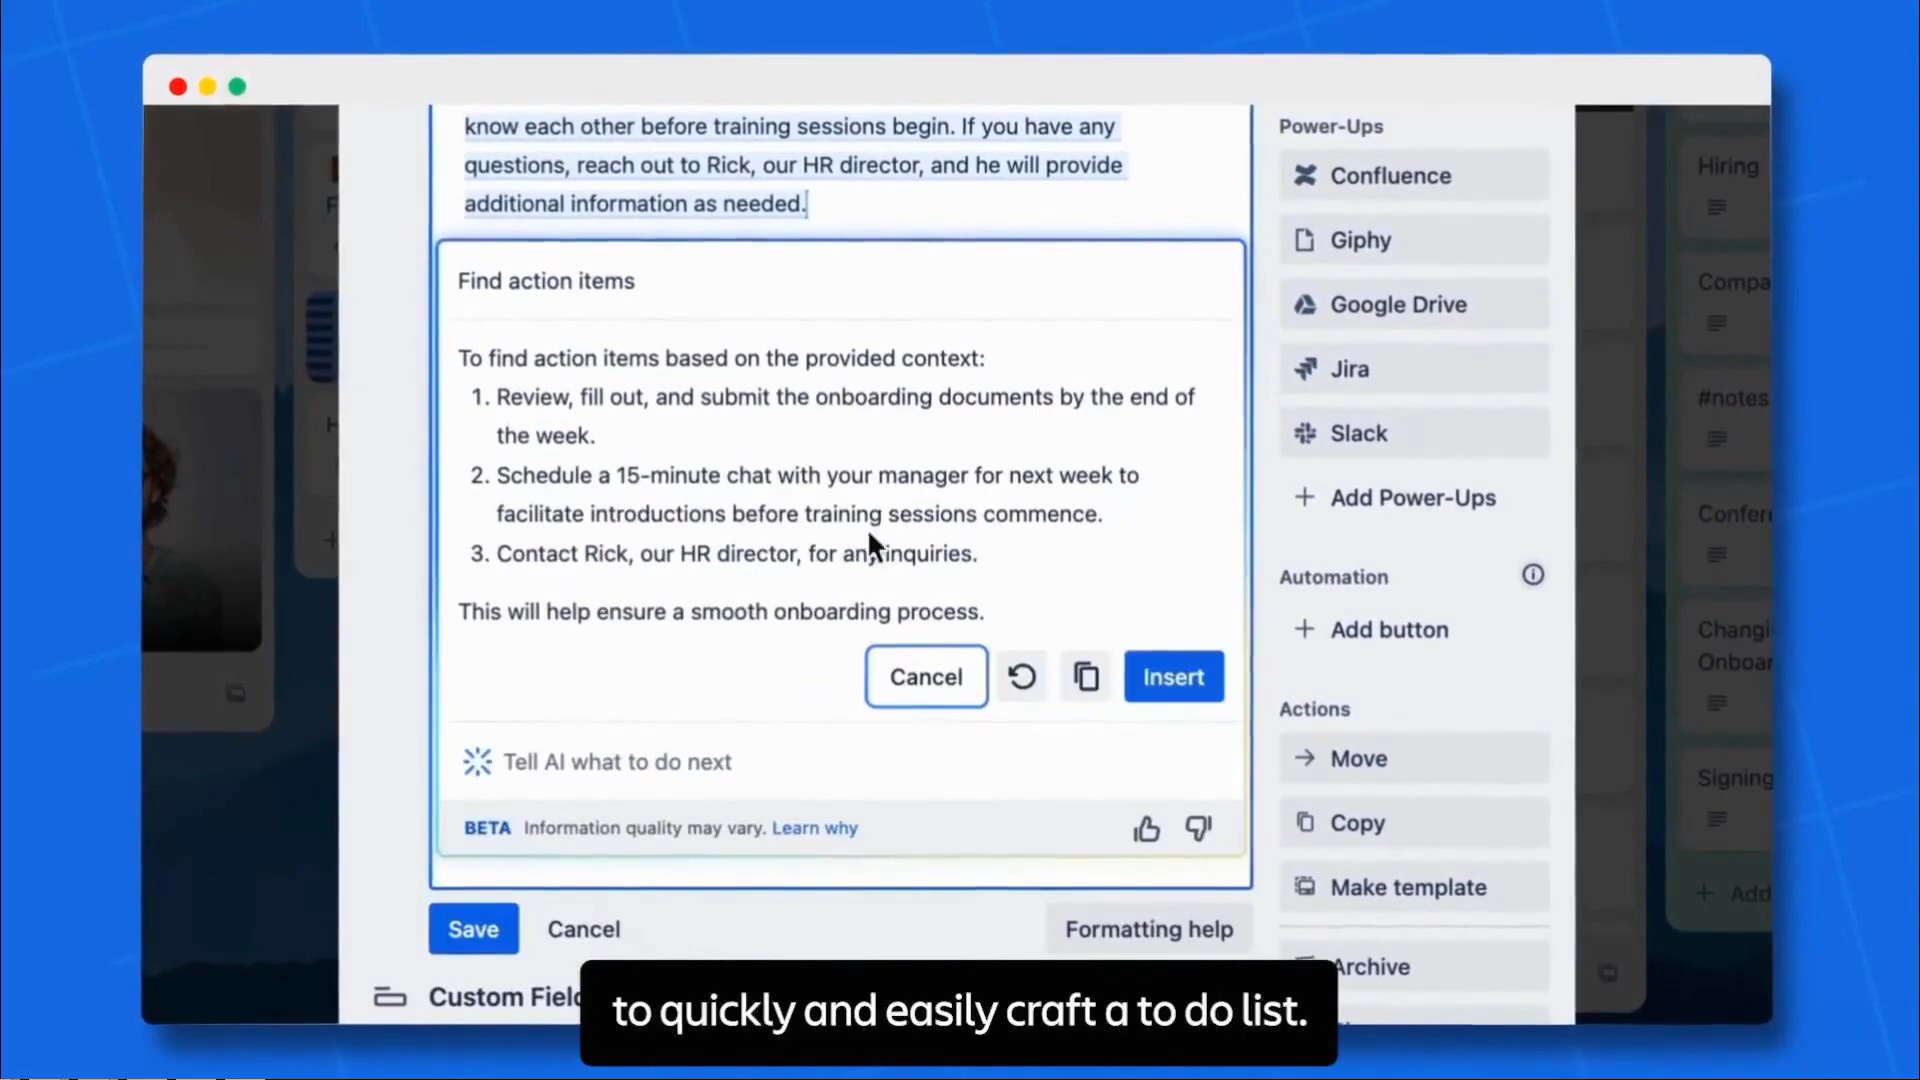 know each other before training sessions begin. If you have any
questions, reach out to Rick, our HR director, and he will provide
additional information as needed.
Find action items
To find action items based on the provided context:
1. Review, fill out, and submit the onboarding documents by the end of
the week.
2. Schedule a 15-minute chat with your manager for next week to
facilitate introductions before training sessions commence.
3. Contact Rick, our HR director, for any inquiries.
This will help ensure a smooth onboarding process.
Cancel
Insert
Tell AI what to do next
BETA Information quality may vary. Learn why
Save
Cancel
Formatting help
Custom Field
Power-Ups
Confluence
Giphy
Google Drive
Jira
Slack
+ Add Power-Ups
Automation
+ Add button
Actions
Move
Copy
Make template
Archive
Hiring
#notes
Signing
+ Add
to quickly and easily craft a to do list.